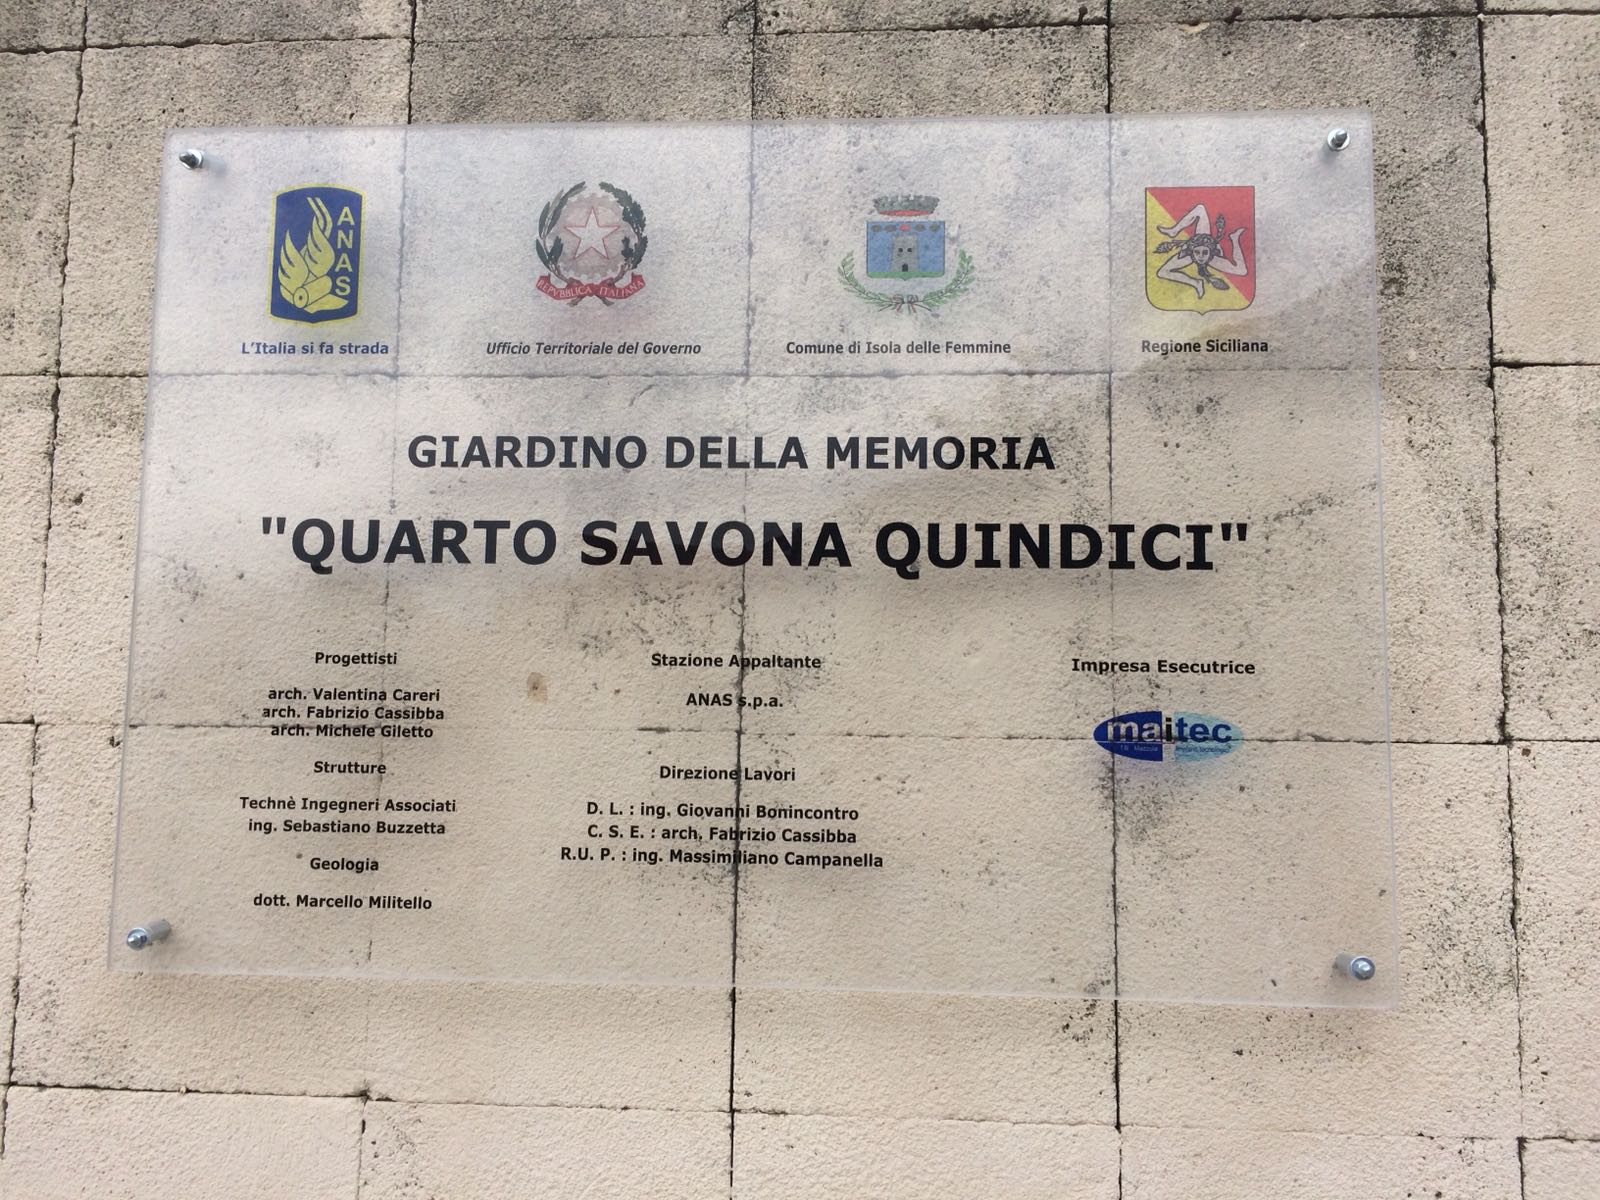 ANAS
REPVBBLICA ITALIANA
L'Italia si fa strada
Ufficio Territoriale del Governo
Comune di Isola delle Femmine
Regione Siciliana
GIARDINO DELLA MEMORIA
"QUARTO SAVONA QUINDICI"
Progettisti
arch. Valentina Careri
arch. Fabrizio Cassibba
arch. Michele Giletto
Strutture
Technè Ingegneri Associati
ing. Sebastiano Buzzetta
Geologia
dott. Marcello Militello
Stazione Appaltante
ANAS s.p.a.
Direzione Lavori
D. L. : ing. Giovanni Bonincontro
C. S. E. : arch. Fabrizio Cassibba
R.U. P. : ing. Massimiliano Campanella
Impresa Esecutrice
maitec